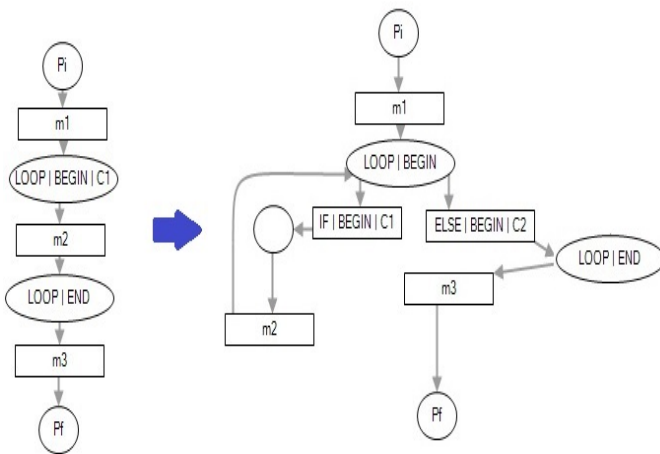 Pi
m1
LOOP | BEGIN | C1
m2
LOOP | END
m3
Pf
Pi
m1
LOOP | BEGIN
IF | BEGIN | C1
ELSE | BEGIN | C2
LOOP | END
m3
m2
Pf